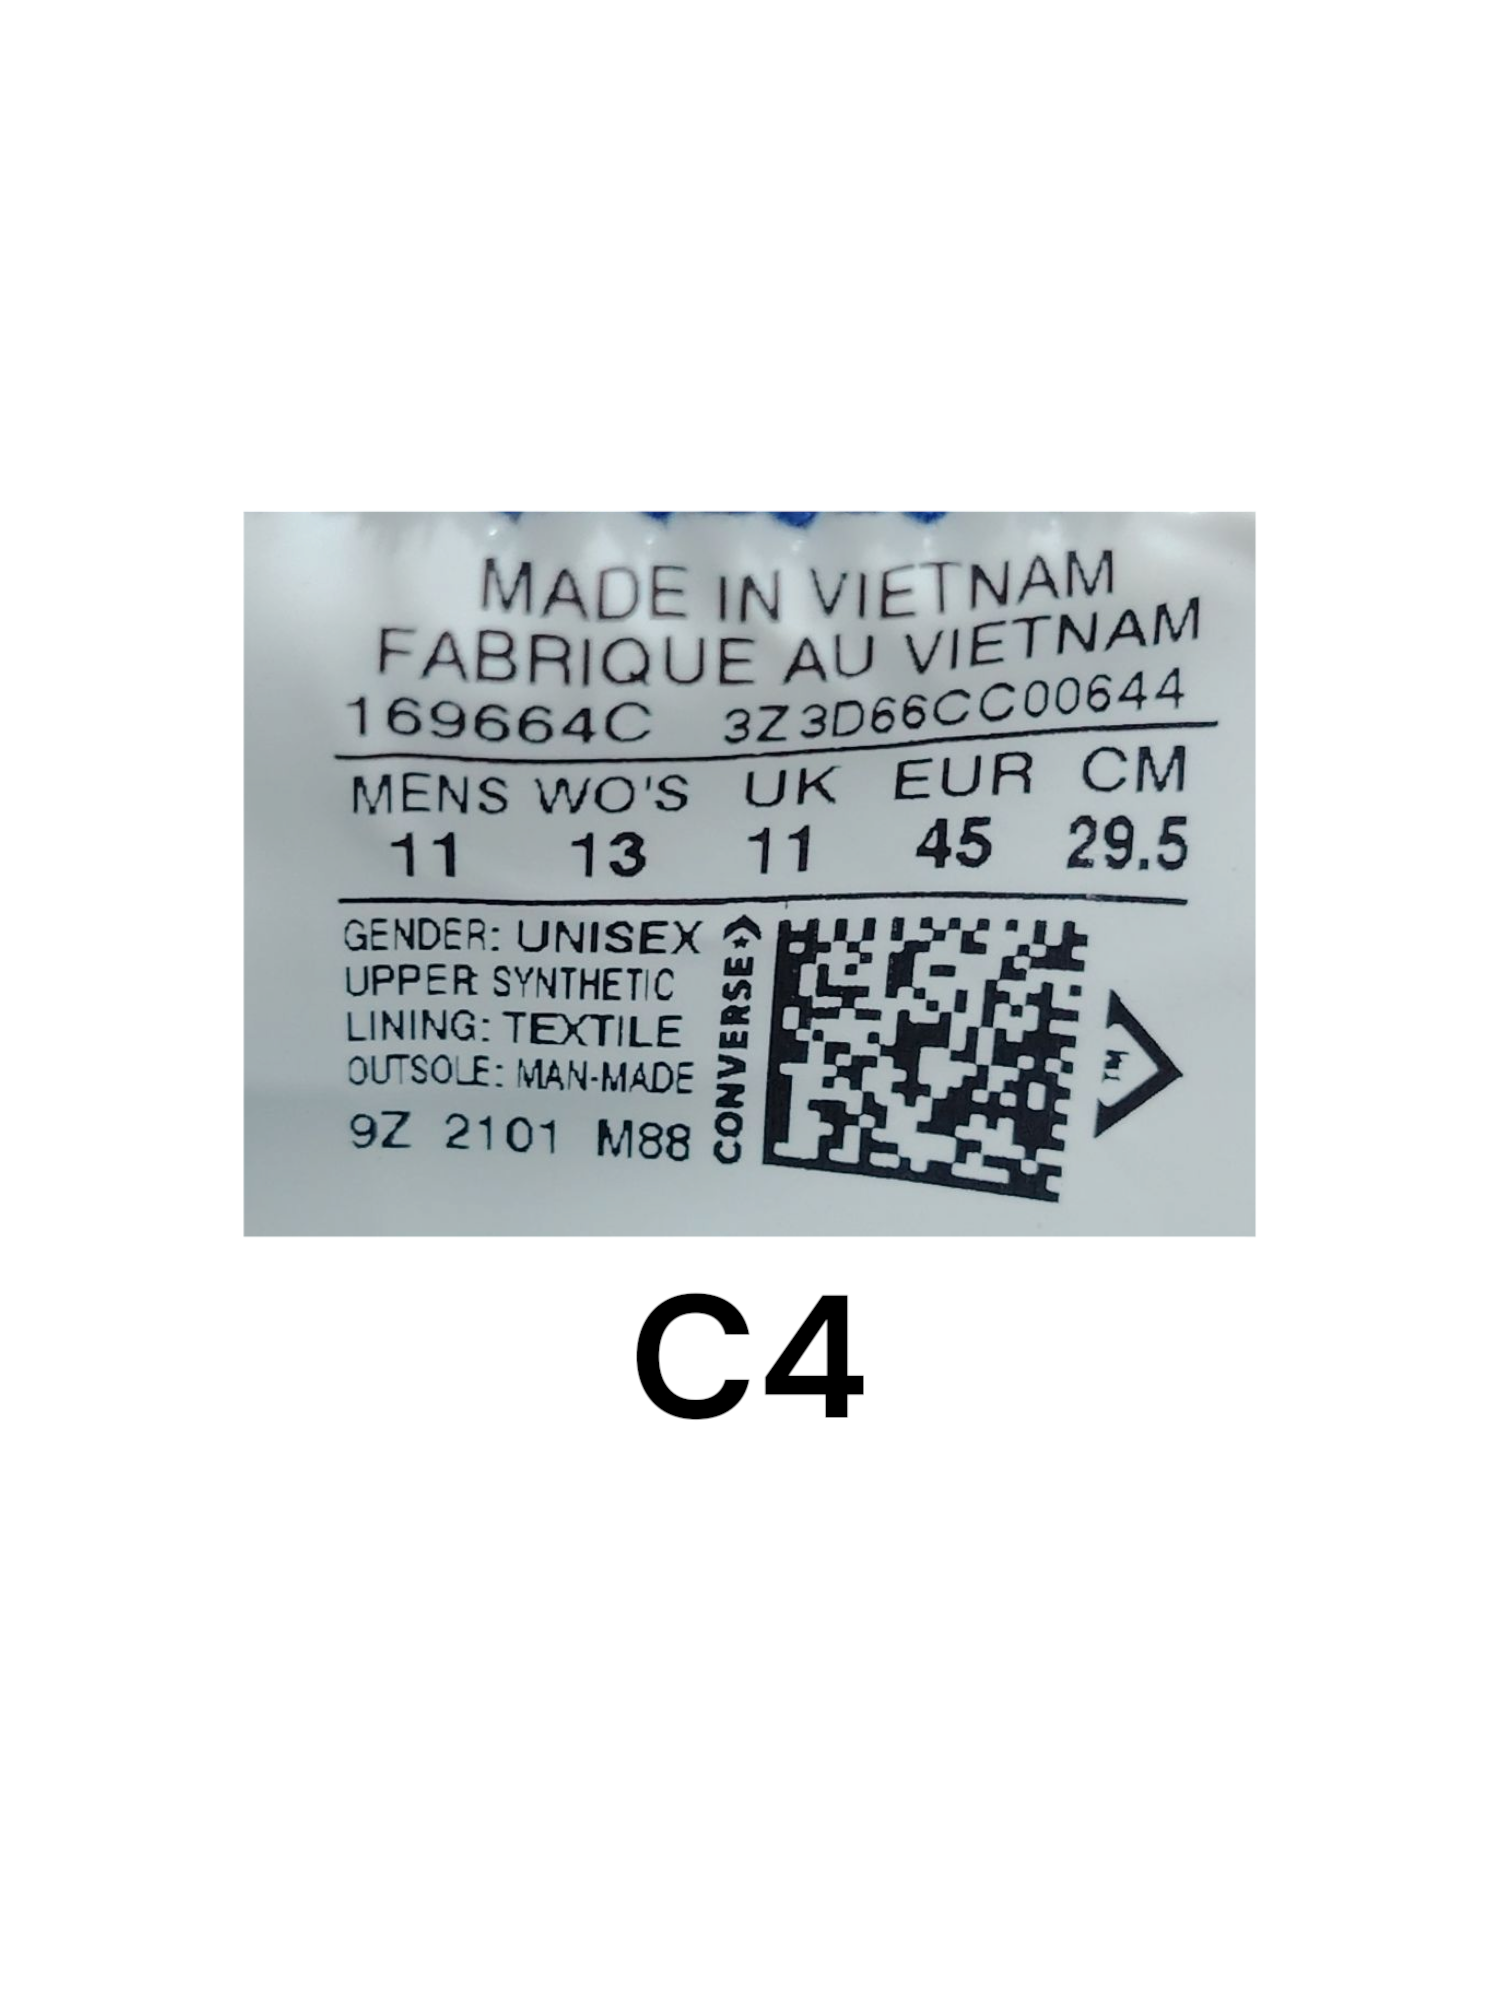 MADE IN VIETNAM
FABRIQUE AU VIETNAM
169664C 3Z3D66CC00644
MENS WO'S UK EUR CM
11 13 11 45 29.5
GENDER: UNISEX
UPPER: SYNTHETIC
LINING: TEXTILE
OUTSOLE: MAN-MADE
9Z 2101 M88
CONVERSE
TM
C4